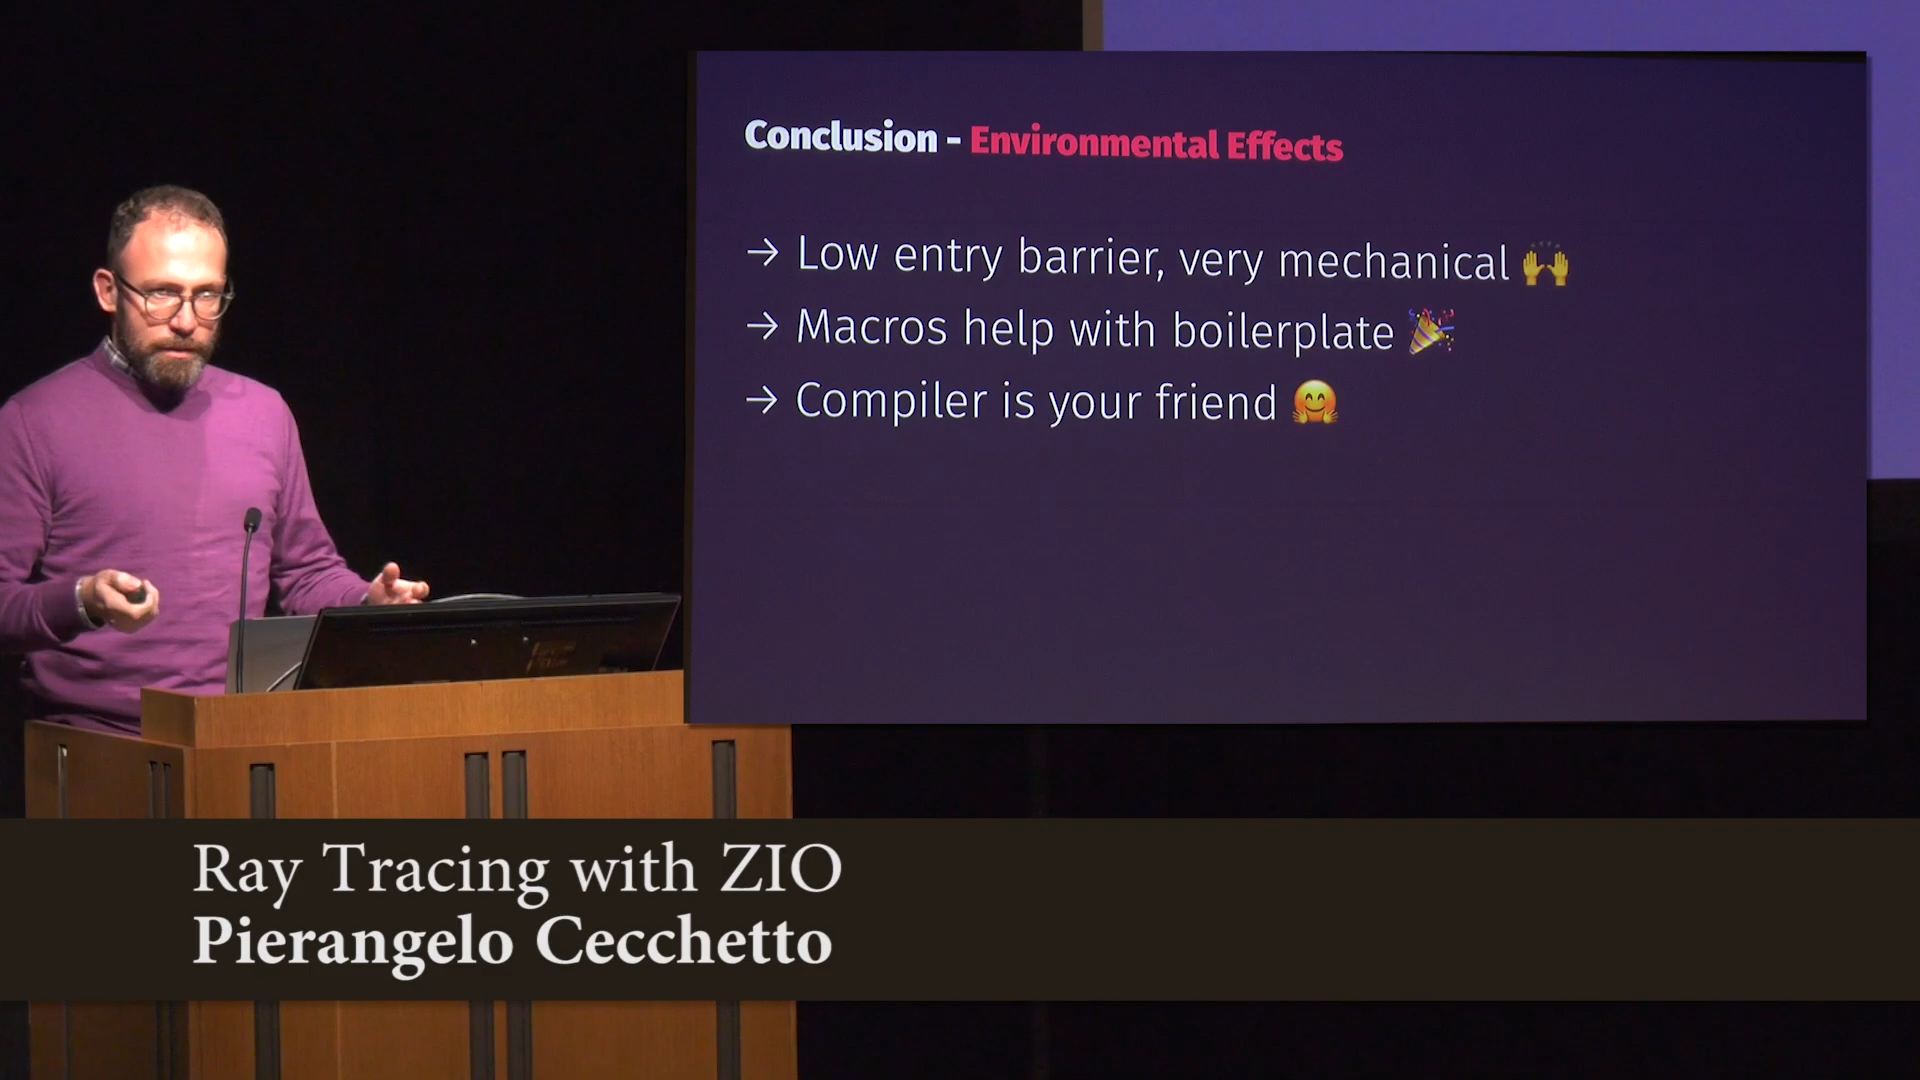 Conclusion - Environmental Effects
→ Low entry barrier, very mechanical 🙌
→ Macros help with boilerplate 🎉
→ Compiler is your friend 🤗
Ray Tracing with ZIO
Pierangelo Cecchetto